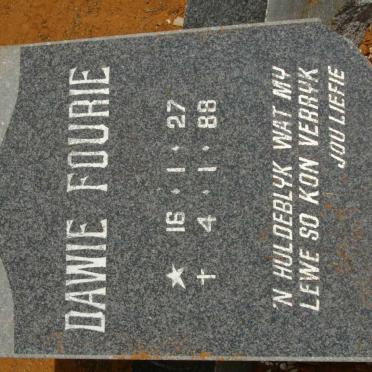 DAWIE FOURIE
★ 16 · 1 · 27
† 4 · 1 · 88
'N HULDEBLYK WAT MY
LEWE SO KON VERRYK
JOU LIEFIE